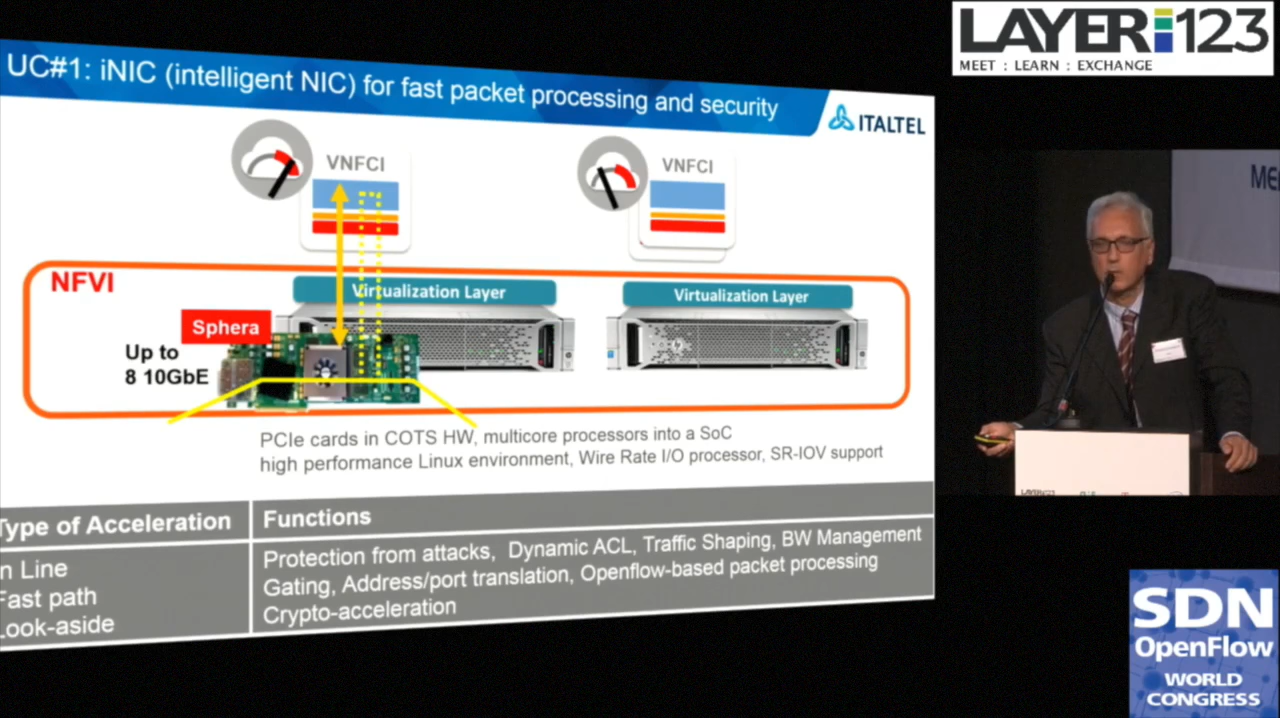 UC#1: iNIC (intelligent NIC) for fast packet processing and security
ITALTEL
VNFCI
VNFCI
NFVI
Virtualization Layer
Virtualization Layer
Sphera
Up to
8 10GbE
PCIe cards in COTS HW, multicore processors into a SoC
high performance Linux environment, Wire Rate I/O processor, SR-IOV support
Type of Acceleration
Functions
n Line
Protection from attacks, Dynamic ACL, Traffic Shaping, BW Management
Fast path
Gating, Address/port translation, Openflow-based packet processing
Look-aside
Crypto-acceleration
LAYER123
MEET : LEARN : EXCHANGE
LAYER123
SDN
OpenFlow
WORLD
CONGRESS